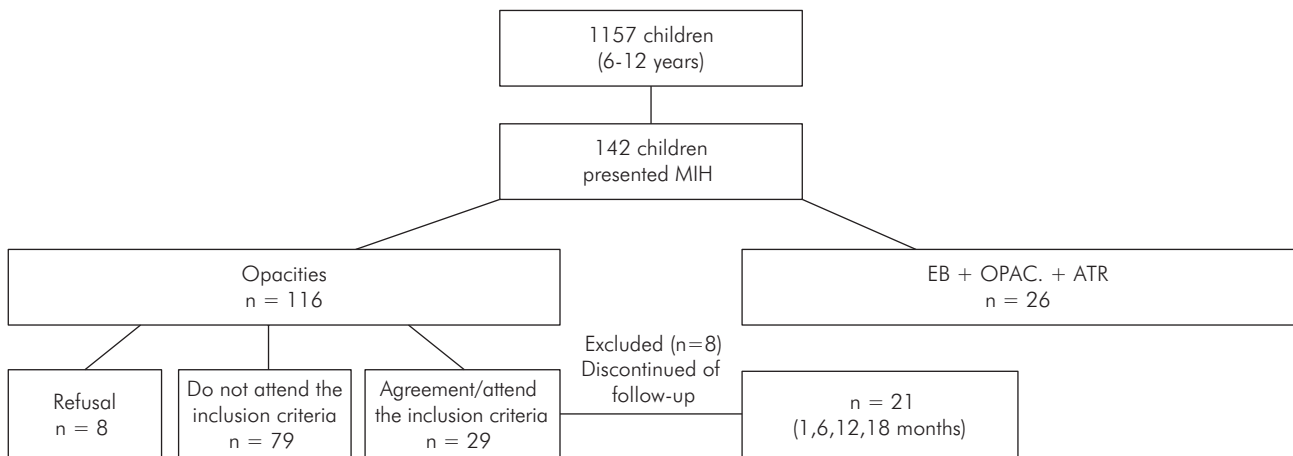 1157 children
(6-12 years)
142 children
presented MIH
Opacities
n = 116
EB + OPAC. + ATR
n = 26
Refusal
n = 8
Do not attend the
inclusion criteria
n = 79
Agreement/attend
the inclusion criteria
n = 29
Excluded (n=8)
Discontinued of
follow-up
n = 21
(1,6,12,18 months)